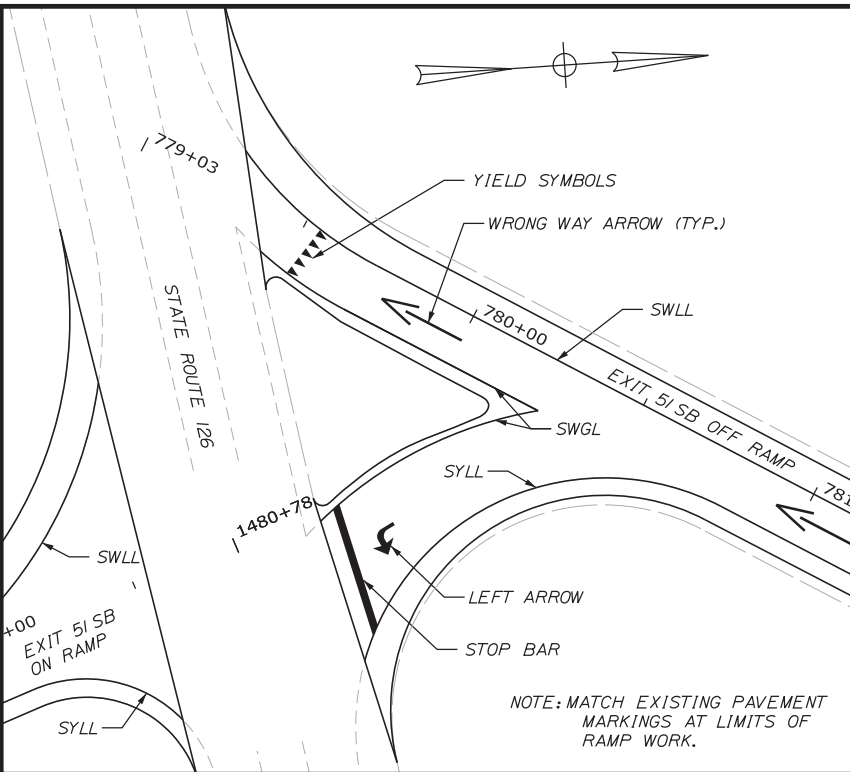 779+03
YIELD SYMBOLS
WRONG WAY ARROW (TYP.)
780+00
SWLL
STATE ROUTE 126
EXIT 51 SB OFF RAMP
SWGL
SYLL
781
1480+78
SWLL
LEFT ARROW
+00
EXIT 51 SB
ON RAMP
STOP BAR
SYLL
NOTE: MATCH EXISTING PAVEMENT
MARKINGS AT LIMITS OF
RAMP WORK.